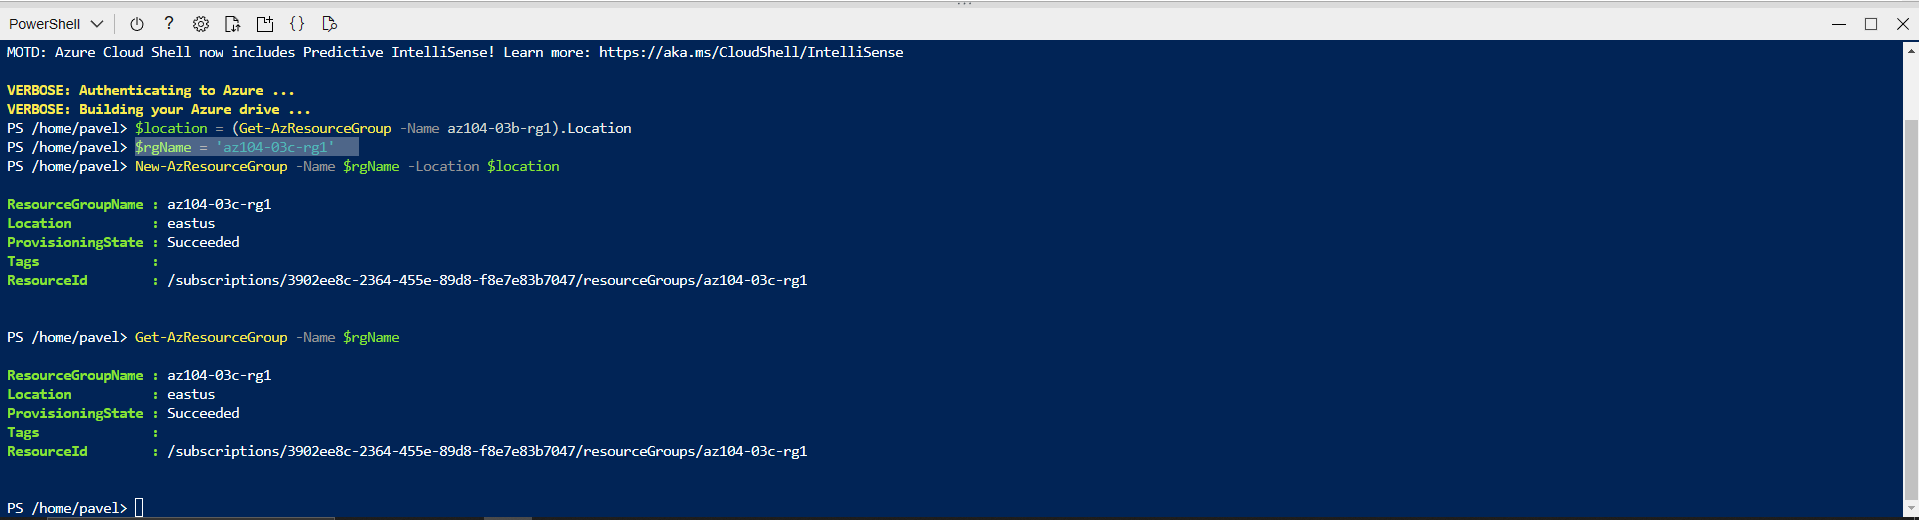 PowerShell
MOTD: Azure Cloud Shell now includes Predictive IntelliSense! Learn more: https://aka.ms/CloudShell/IntelliSense
VERBOSE: Authenticating to Azure ...
VERBOSE: Building your Azure drive ...
PS /home/pavel> $location = (Get-AzResourceGroup -Name az104-03b-rg1).Location
PS /home/pavel> $rgName = 'az104-03c-rg1'
PS /home/pavel> New-AzResourceGroup -Name $rgName -Location $location
ResourceGroupName : az104-03c-rg1
Location : eastus
ProvisioningState : Succeeded
Tags :
ResourceId : /subscriptions/3902ee8c-2364-455e-89d8-f8e7e83b7047/resourceGroups/az104-03c-rg1
PS /home/pavel> Get-AzResourceGroup -Name $rgName
ResourceGroupName : az104-03c-rg1
Location : eastus
ProvisioningState : Succeeded
Tags :
ResourceId : /subscriptions/3902ee8c-2364-455e-89d8-f8e7e83b7047/resourceGroups/az104-03c-rg1
PS /home/pavel>